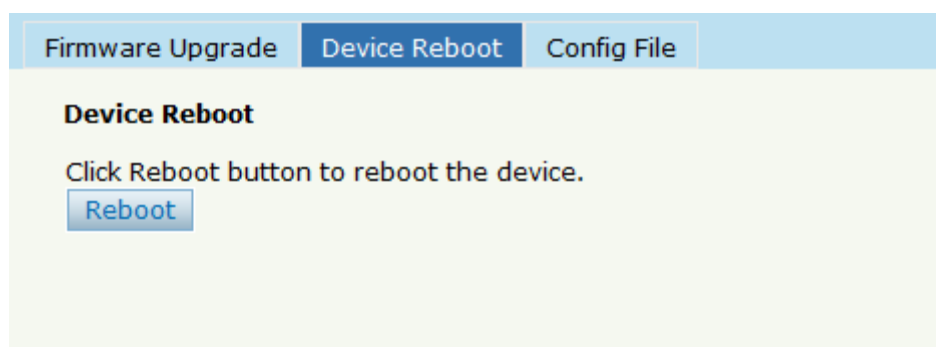 Firmware Upgrade Device Reboot Config File
Device Reboot
Click Reboot button to reboot the device.
Reboot